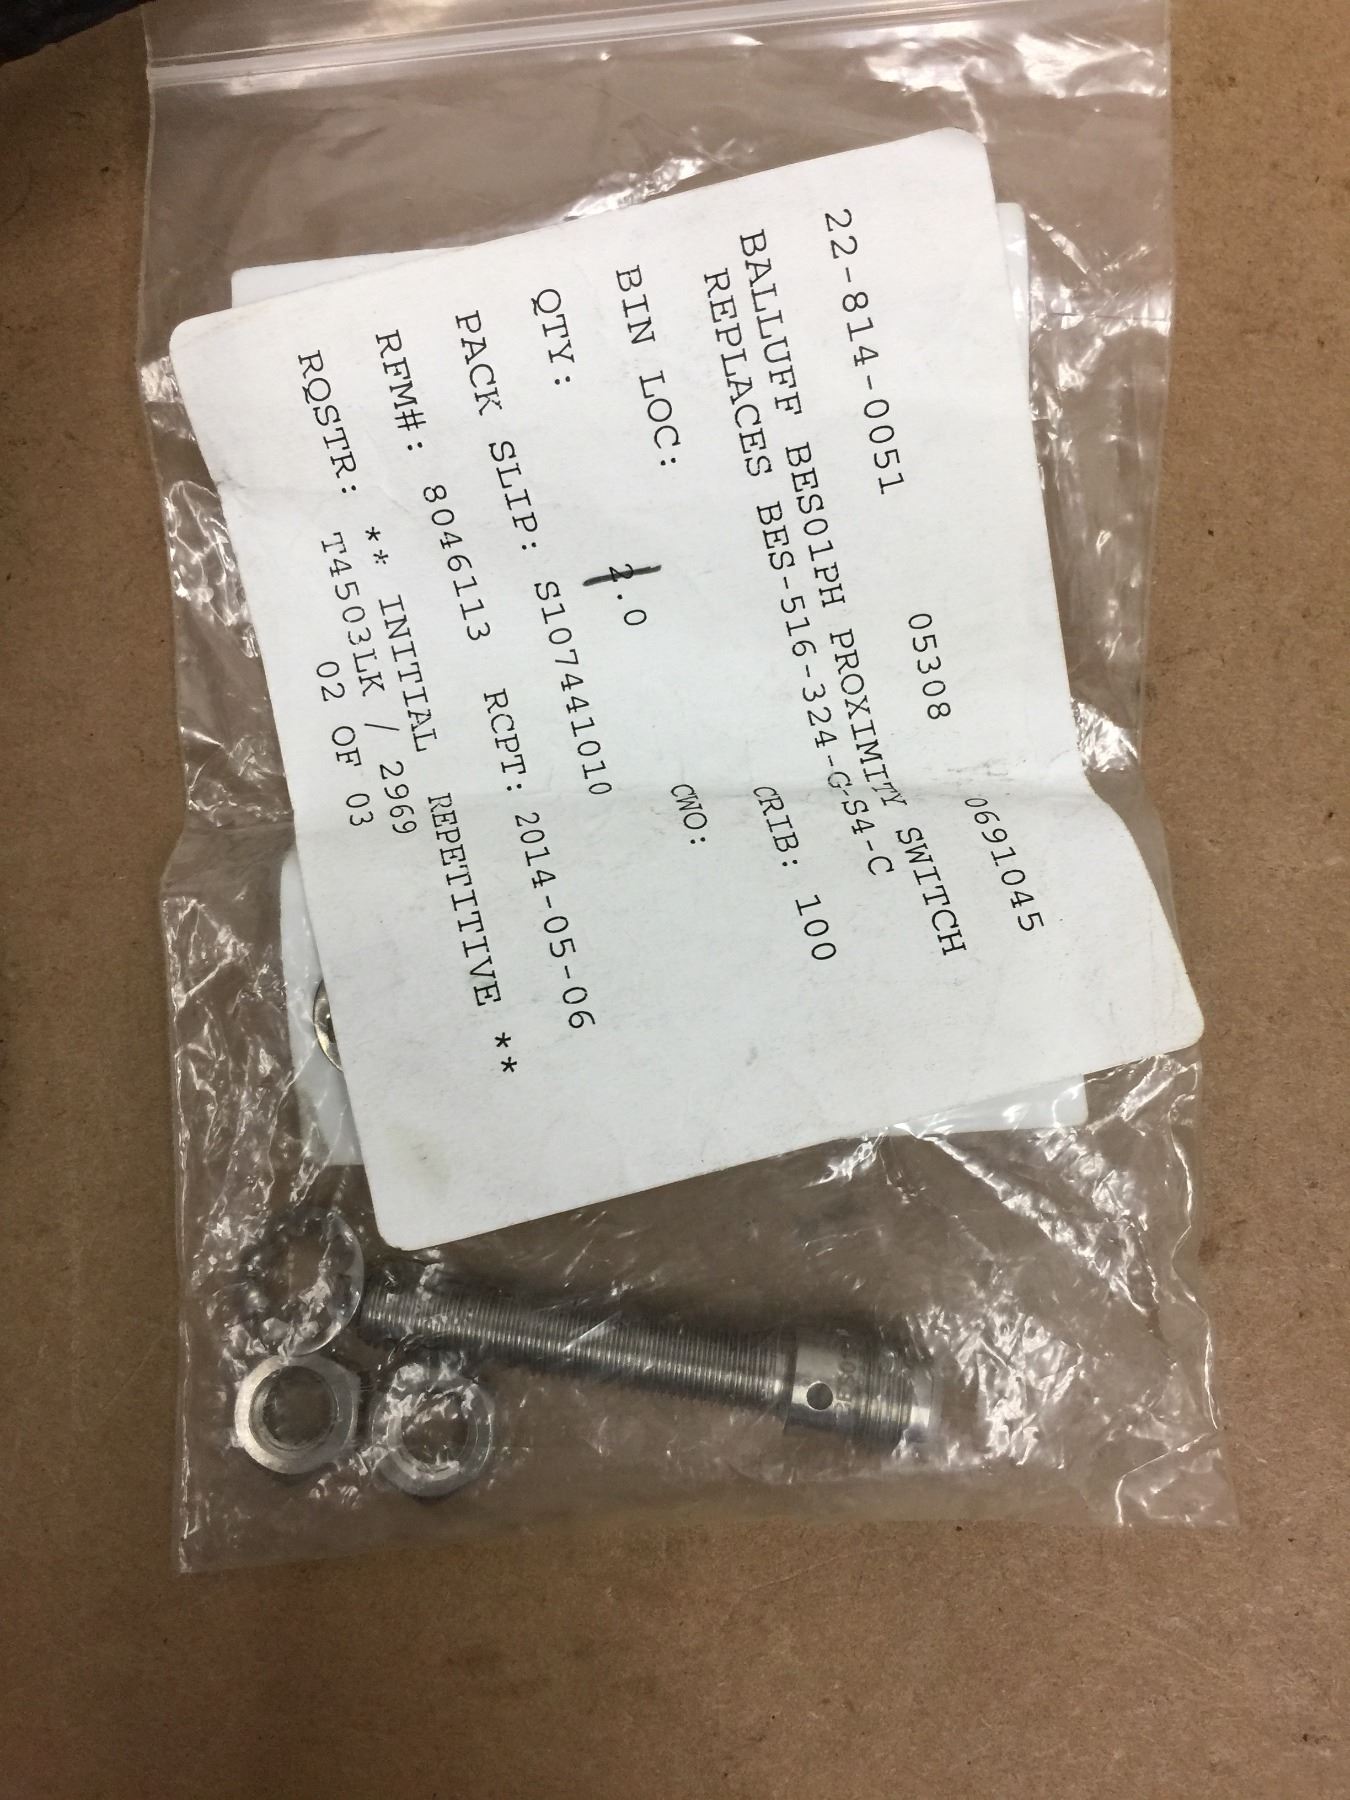 22-814-0051 05308 0691045
BALLUFF BES01PH PROXIMITY SWITCH
REPLACES BES-516-324-G-S4-C
CRIB: 100
BIN LOC:
CWO:
QTY: 2.0
PACK SLIP: S107441010
RFM#: 8046113 RCPT: 2014-05-06
** INITIAL REPETITIVE **
RQSTR: T4503LK / 2969
02 OF 03